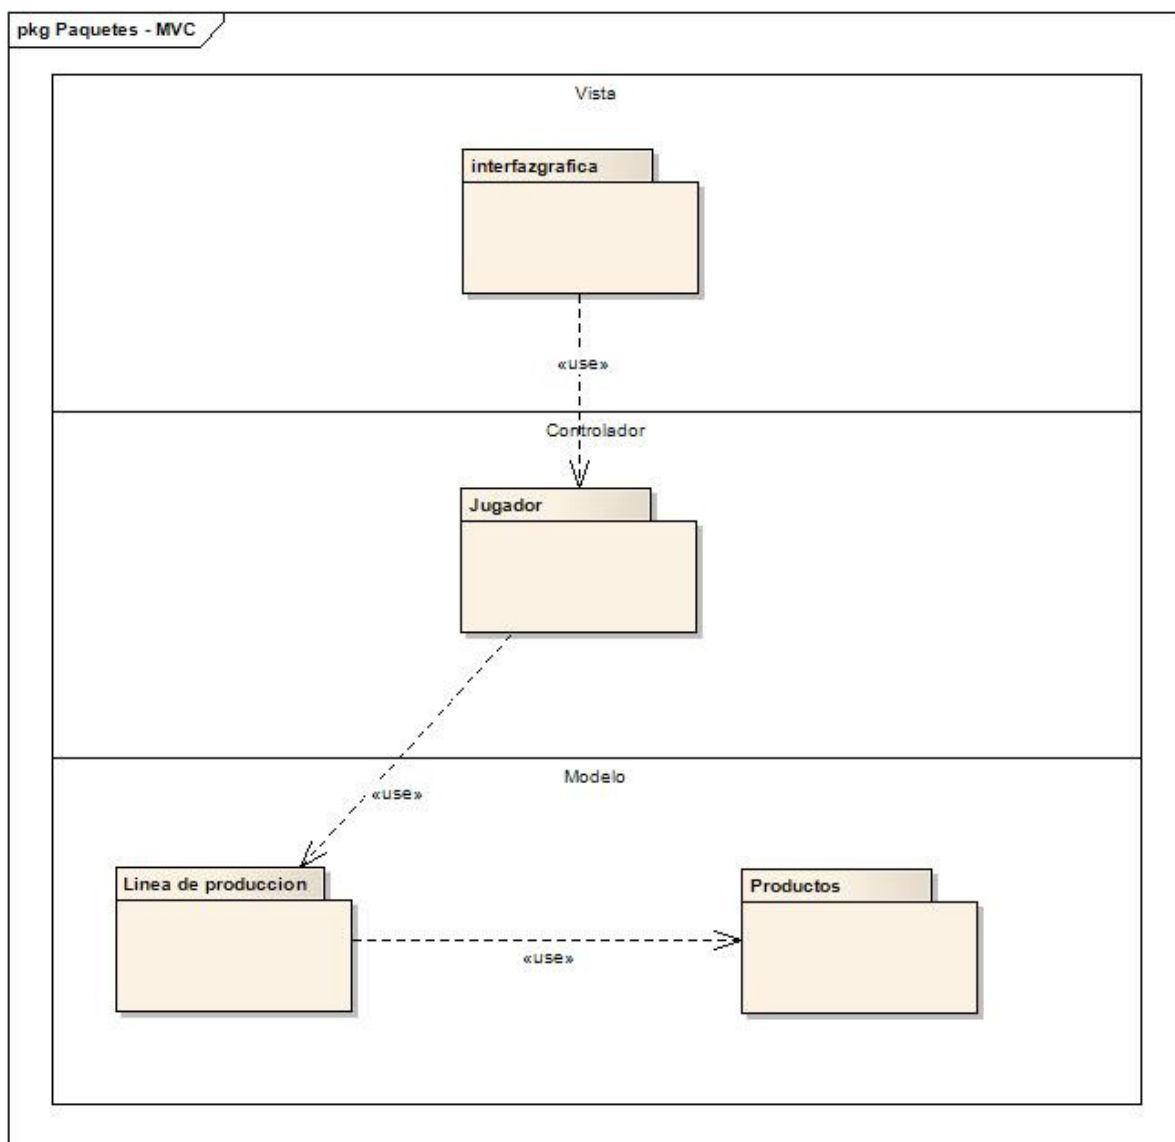 pkg Paquetes - MVC
Vista
interfazgrafica
«use»
Controlador
Jugador
Modelo
«use»
Linea de produccion
Productos
«use»